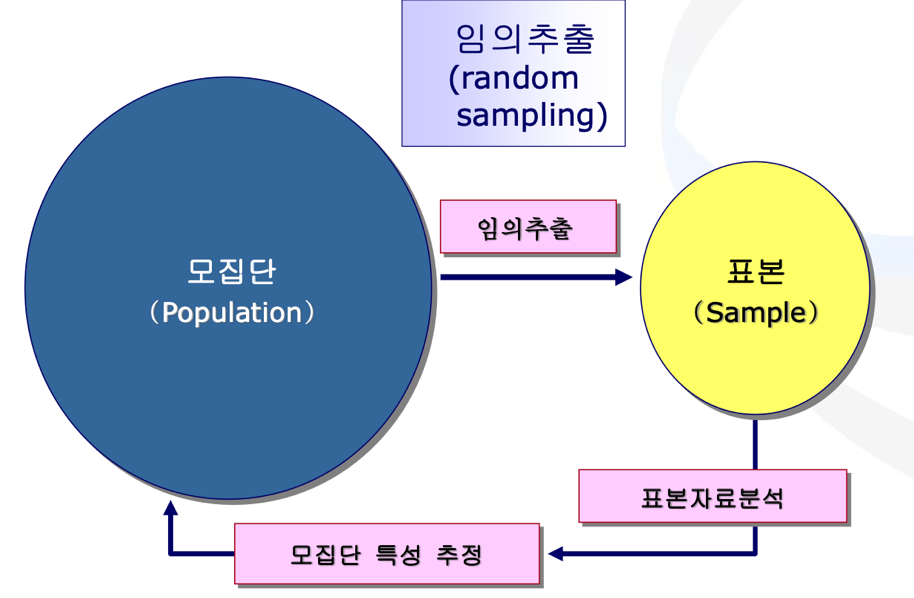 임의추출
(random
sampling)
임의추출
모집단
(Population)
표본
(Sample)
표본자료분석
모집단 특성 추정